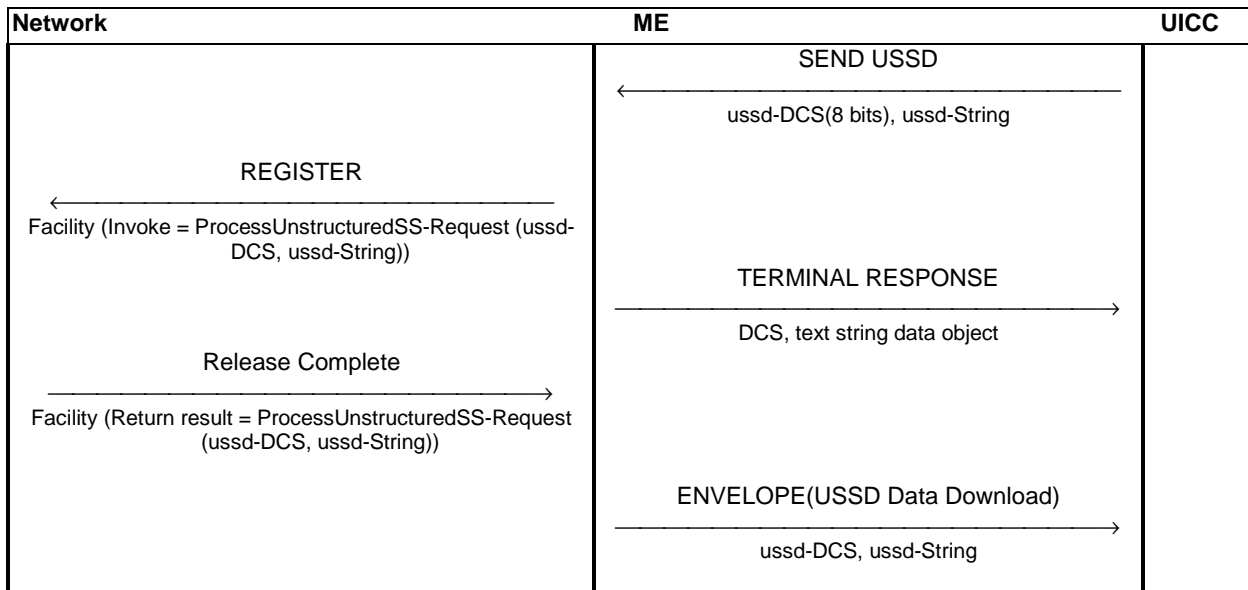 Network ME UICC
SEND USSD
ussd-DCS(8 bits), ussd-String
REGISTER
Facility (Invoke = ProcessUnstructuredSS-Request (ussd-
DCS, ussd-String))
TERMINAL RESPONSE
DCS, text string data object
Release Complete
Facility (Return result = ProcessUnstructuredSS-Request
(ussd-DCS, ussd-String))
ENVELOPE(USSD Data Download)
ussd-DCS, ussd-String